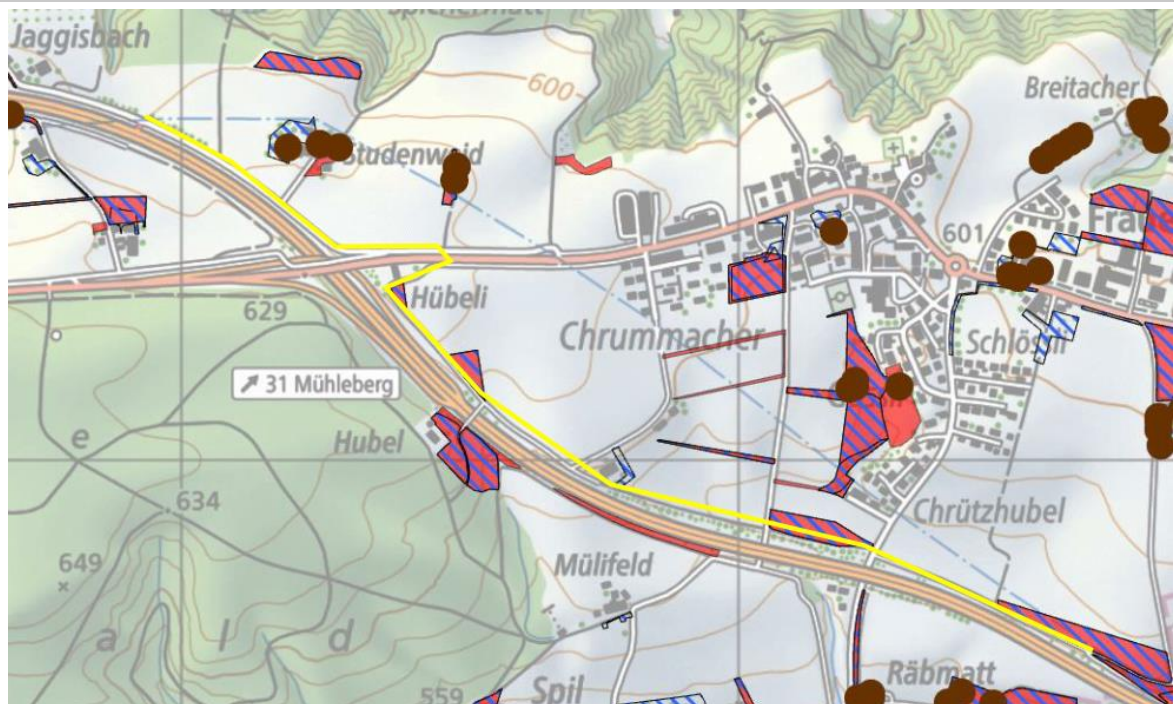 Jaggisbach
Spichermatt
600
Breitacher
Studenweid
601
629
Hübeli
Chrummacher
Schlössli
31 Mühleberg
Hubel
e
634
Chrützhubel
649
Mülifeld
a l d
559
Spil
Räbmatt